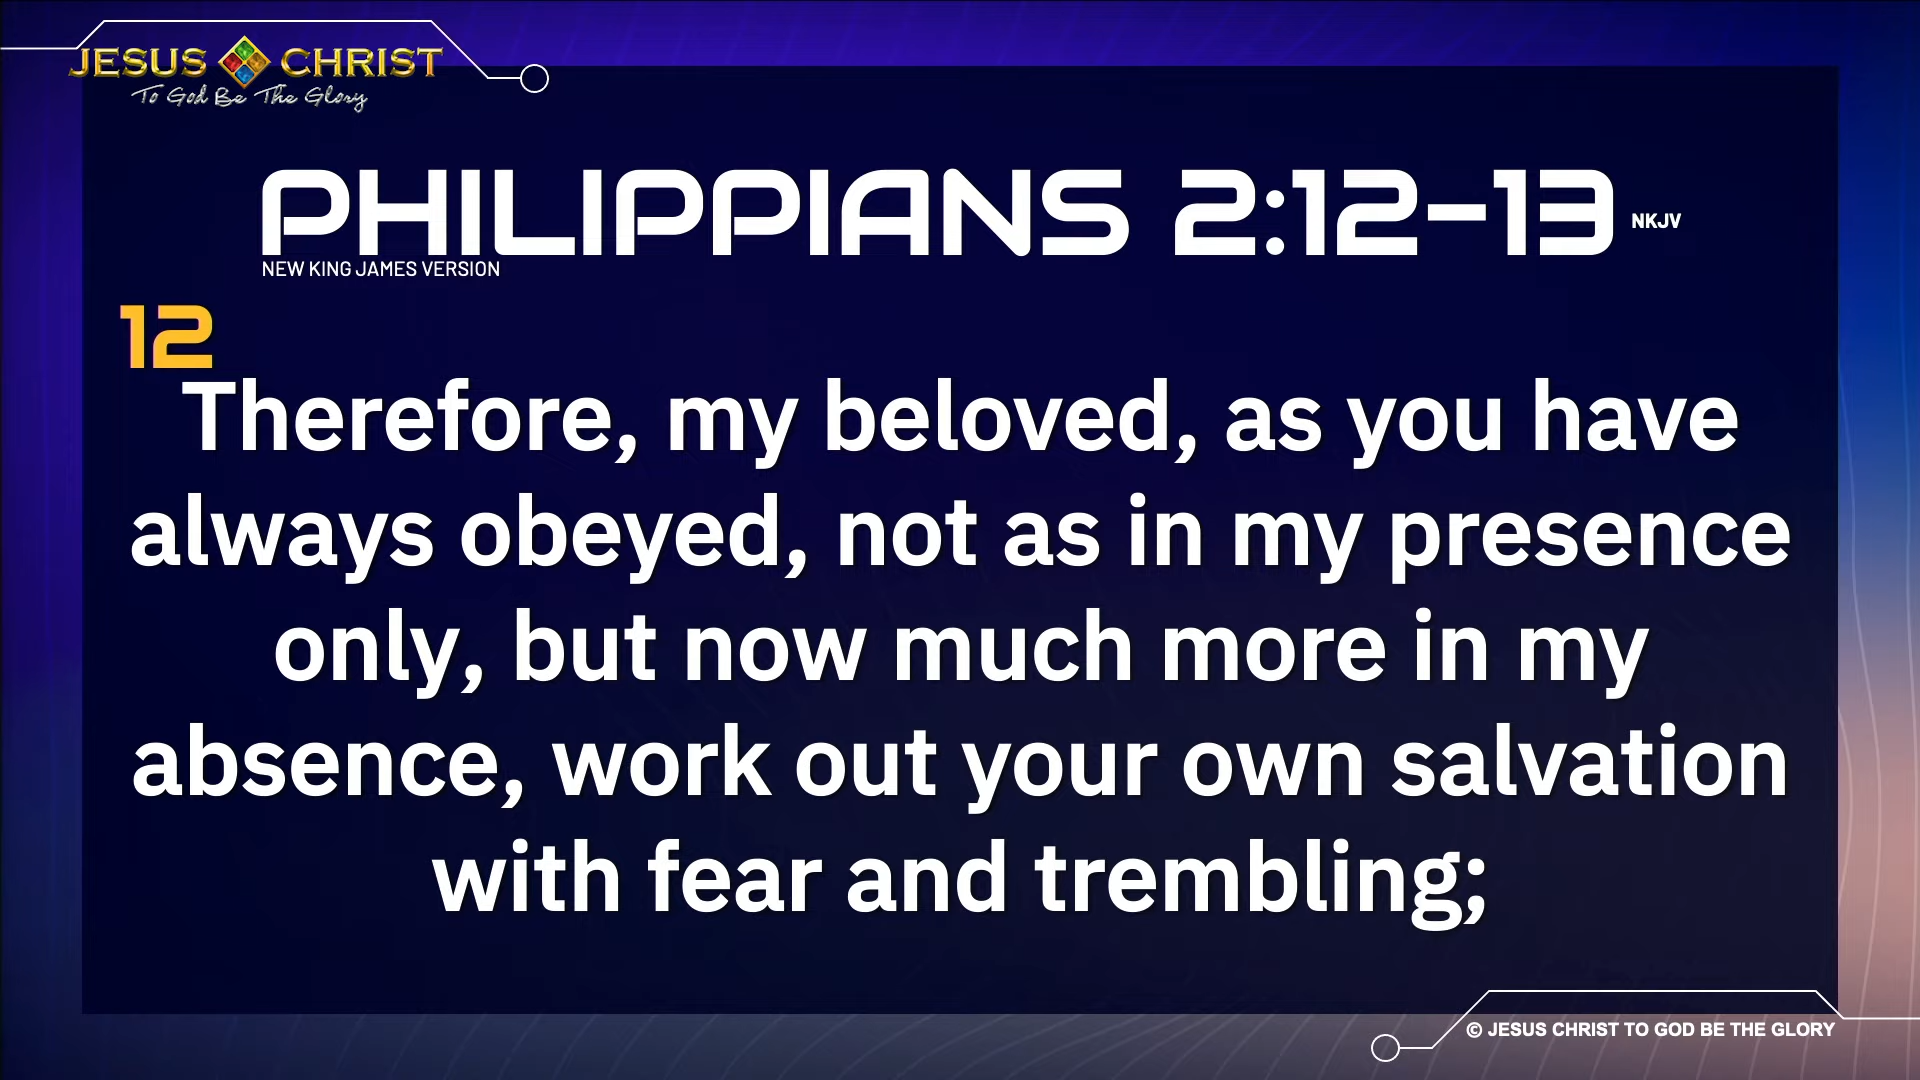 JESUS CHRIST
To God Be The Glory
PHILIPPIANS 2:12-13 NKJV
NEW KING JAMES VERSION
12
Therefore, my beloved, as you have
always obeyed, not as in my presence
only, but now much more in my
absence, work out your own salvation
with fear and trembling;
© JESUS CHRIST TO GOD BE THE GLORY